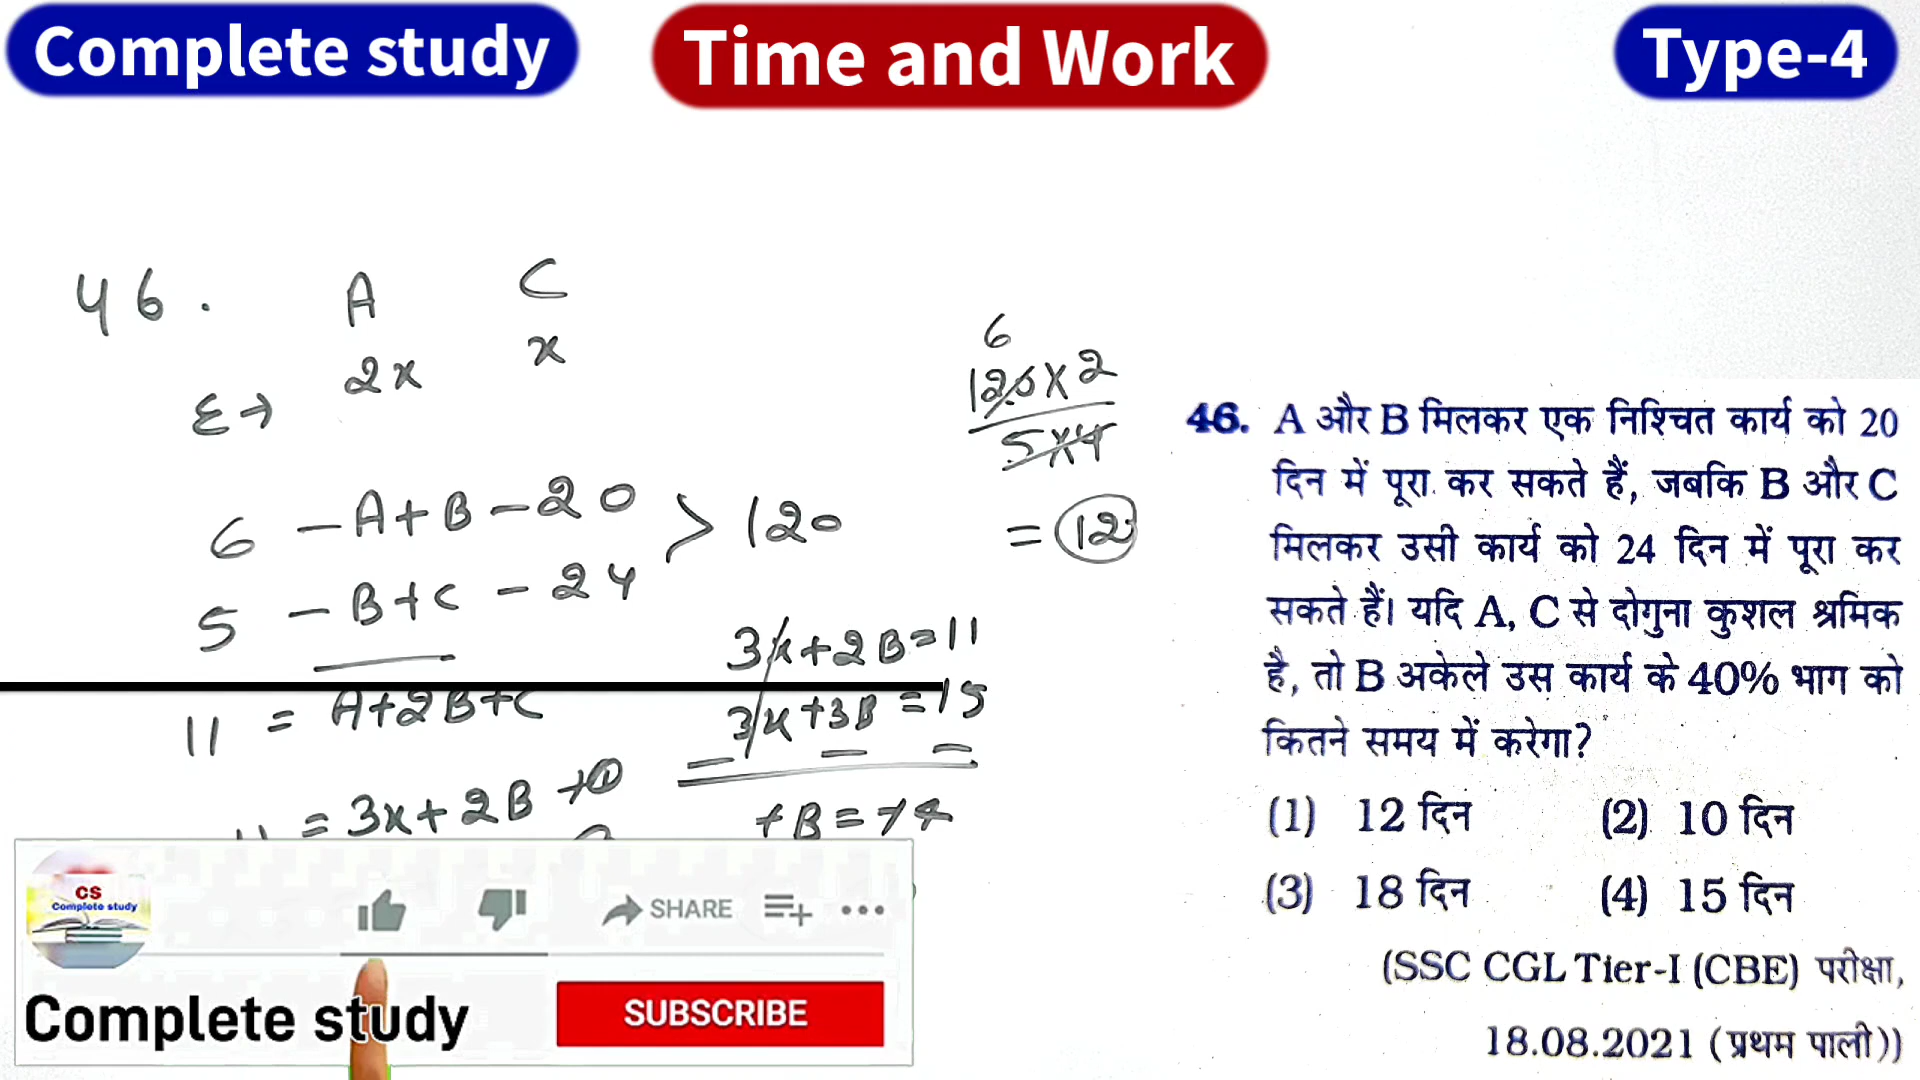 Complete study
Time and Work
Type-4
46.
A C
ε→ 2x x
6 – A+B – 20 > 120
5 – B+C – 24
11 = A+2B+C
= 3x+2B →①
6
120×2
5×4
= 12
3x+2B=11
3x+3B=15
– – –
+B=+4
46. A और B मिलकर एक निश्चित कार्य को 20
दिन में पूरा कर सकते हैं, जबकि B और C
मिलकर उसी कार्य को 24 दिन में पूरा कर
सकते हैं। यदि A, C से दोगुना कुशल श्रमिक
है, तो B अकेले उस कार्य के 40% भाग को
कितने समय में करेगा?
(1) 12 दिन (2) 10 दिन
(3) 18 दिन (4) 15 दिन
(SSC CGL Tier-I (CBE) परीक्षा,
18.08.2021 (प्रथम पाली))
CS
Complete study
SHARE
Complete study
SUBSCRIBE